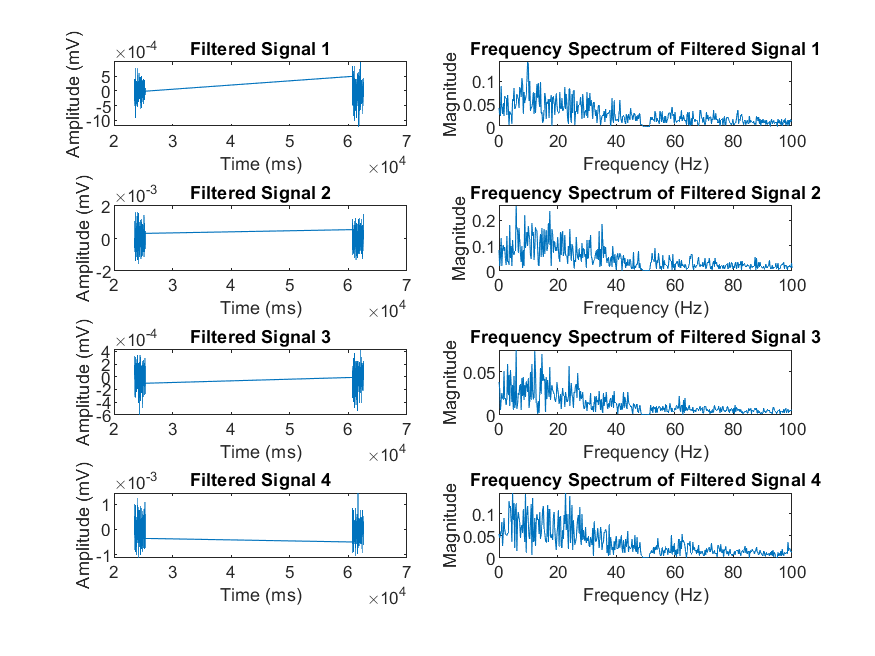 Filtered Signal 1
×10⁻⁴
Amplitude (mV)
5
0
-5
-10
2 3 4 5 6 7
Time (ms)
×10⁴
Frequency Spectrum of Filtered Signal 1
Magnitude
0.1
0.05
0
0 20 40 60 80 100
Frequency (Hz)
Filtered Signal 2
×10⁻³
Amplitude (mV)
2
0
-2
2 3 4 5 6 7
Time (ms)
×10⁴
Frequency Spectrum of Filtered Signal 2
Magnitude
0.2
0.1
0
0 20 40 60 80 100
Frequency (Hz)
Filtered Signal 3
×10⁻⁴
Amplitude (mV)
4
2
0
-2
-4
-6
2 3 4 5 6 7
Time (ms)
×10⁴
Frequency Spectrum of Filtered Signal 3
Magnitude
0.05
0
0 20 40 60 80 100
Frequency (Hz)
Filtered Signal 4
×10⁻³
Amplitude (mV)
1
0
-1
2 3 4 5 6 7
Time (ms)
×10⁴
Frequency Spectrum of Filtered Signal 4
Magnitude
0.1
0.05
0
0 20 40 60 80 100
Frequency (Hz)